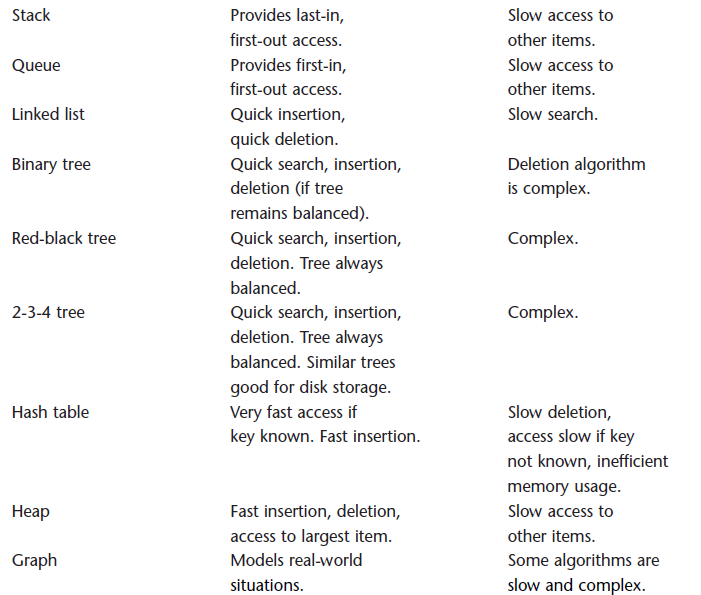 Stack Provides last-in, Slow access to
first-out access. other items.
Queue Provides first-in, Slow access to
first-out access. other items.
Linked list Quick insertion, Slow search.
quick deletion.
Binary tree Quick search, insertion, Deletion algorithm
deletion (if tree is complex.
remains balanced).
Red-black tree Quick search, insertion, Complex.
deletion. Tree always
balanced.
2-3-4 tree Quick search, insertion, Complex.
deletion. Tree always
balanced. Similar trees
good for disk storage.
Hash table Very fast access if Slow deletion,
key known. Fast insertion. access slow if key
not known, inefficient
memory usage.
Heap Fast insertion, deletion, Slow access to
access to largest item. other items.
Graph Models real-world Some algorithms are
situations. slow and complex.